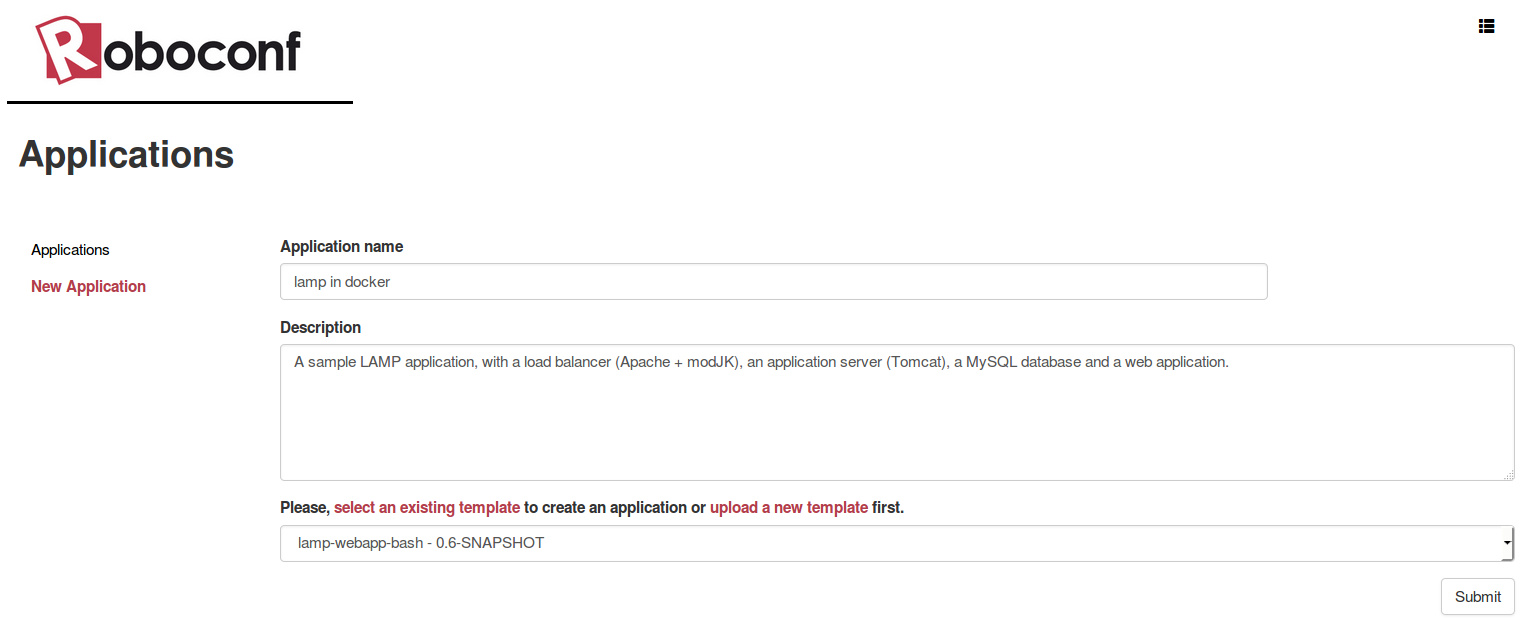 Roboconf
Applications
Applications
New Application
Application name
lamp in docker
Description
A sample LAMP application, with a load balancer (Apache + modJK), an application server (Tomcat), a MySQL database and a web application.
Please, select an existing template to create an application or upload a new template first.
lamp-webapp-bash - 0.6-SNAPSHOT
Submit